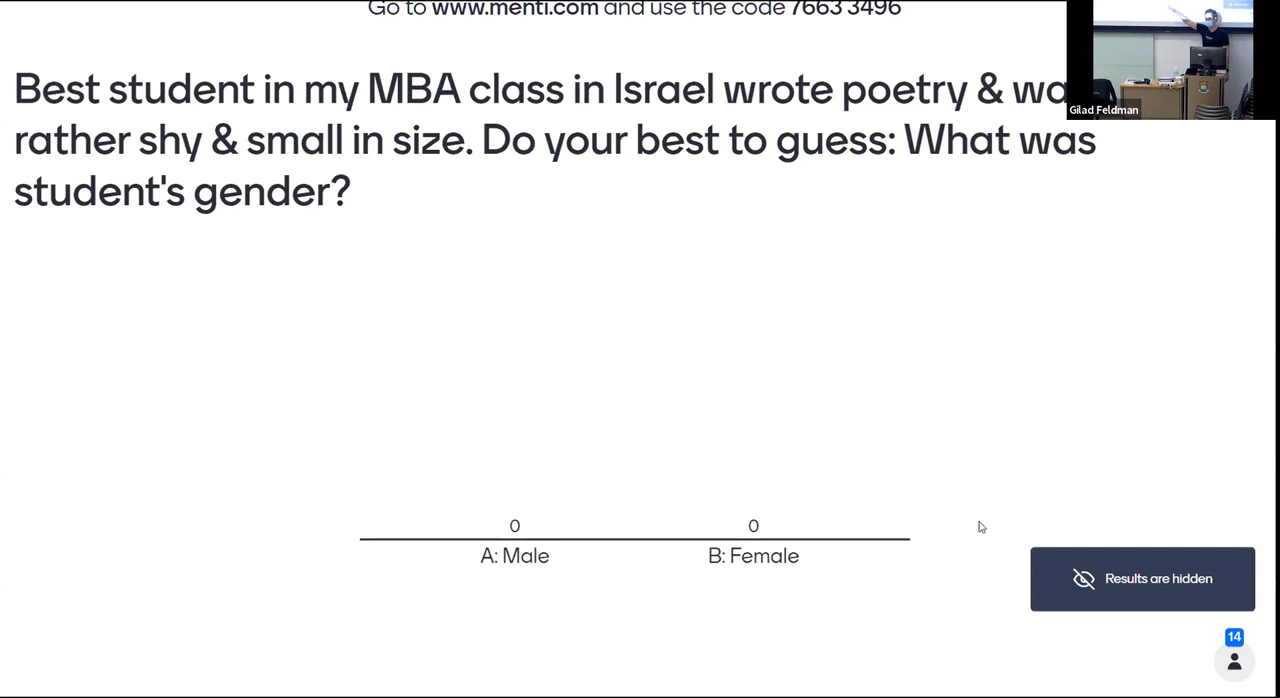 Go to www.menti.com and use the code 7663 3496
Best student in my MBA class in Israel wrote poetry &
Gilad Feldman
rather shy & small in size. Do your best to guess: What was
student's gender?
0
0
A: Male
B: Female
Results are hidden
14